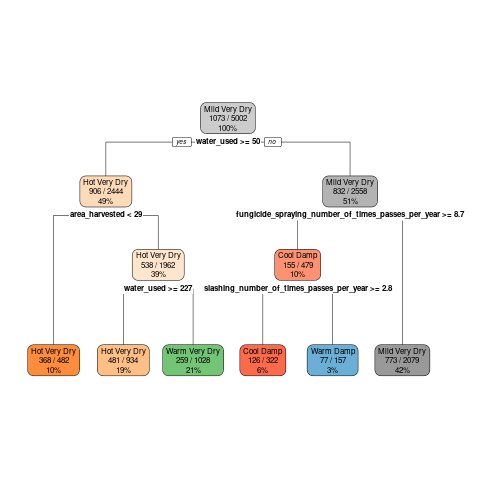 Mild Very Dry
1073 / 5002
100%
yes water_used >= 50 no
Hot Very Dry
906 / 2444
49%
Mild Very Dry
832 / 2558
51%
area_harvested < 29
fungicide_spraying_number_of_times_passes_per_year >= 8.7
Hot Very Dry
538 / 1962
39%
Cool Damp
155 / 479
10%
water_used >= 227
slashing_number_of_times_passes_per_year >= 2.8
Hot Very Dry
368 / 482
10%
Hot Very Dry
481 / 934
19%
Warm Very Dry
259 / 1028
21%
Cool Damp
126 / 322
6%
Warm Damp
77 / 157
3%
Mild Very Dry
773 / 2079
42%